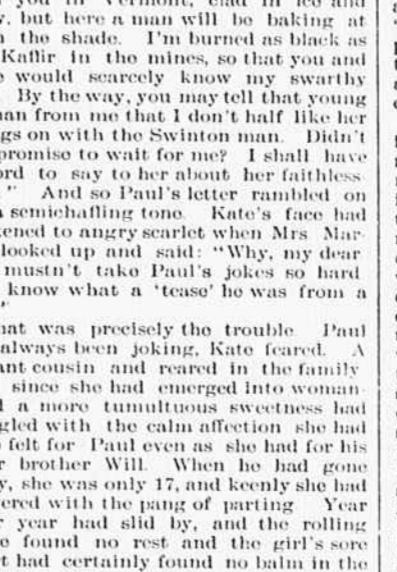 you in Vermont, clad in ice and
y, but here a man will be baking at
n the shade. I'm burned as black as
Kaffir in the mines, so that you and
e would scarcely know my swarthy
. By the way, you may tell that young
nan from me that I don't half like her
ngs on with the Swinton man. Didn't
promise to wait for me? I shall have
ord to say to her about her faithless-
." And so Paul's letter rambled on
a semichaffing tone. Kate's face had
kened to angry scarlet when Mrs Mar-
looked up and said: "Why, my dear
mustn't take Paul's jokes so hard
know what a 'tease' he was from a
"
hat was precisely the trouble Paul
always been joking, Kate feared. A
ant cousin and reared in the family
since she had emerged into woman-
d a more tumultuous sweetness had
gled with the calm affection she had
felt for Paul even as she had for his
r brother Will. When he had gone
y, she was only 17, and keenly she had
ered with the pang of parting Year
r year had slid by, and the rolling
e found no rest and the girl's sore
t had certainly found no balm in the